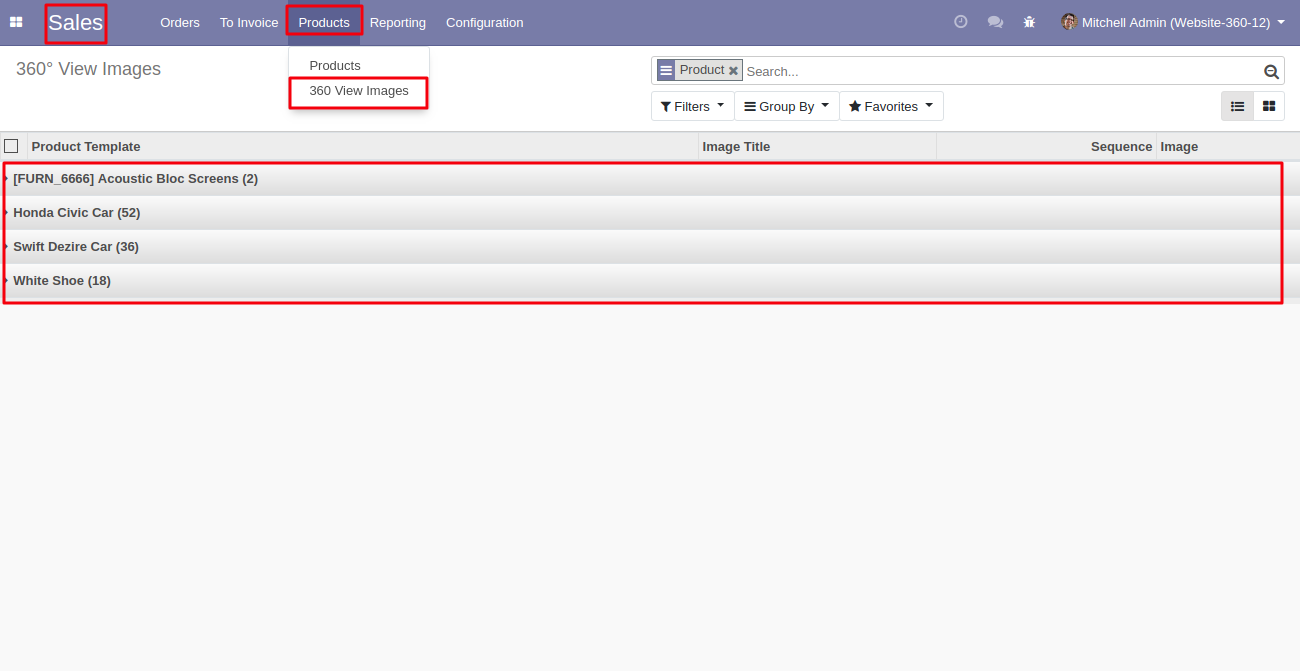 Sales Orders To Invoice Products Reporting Configuration Mitchell Admin (Website-360-12)
Products
360 View Images
360° View Images
Product Search...
Filters Group By Favorites
Product Template Image Title Sequence Image
[FURN_6666] Acoustic Bloc Screens (2)
Honda Civic Car (52)
Swift Dezire Car (36)
White Shoe (18)